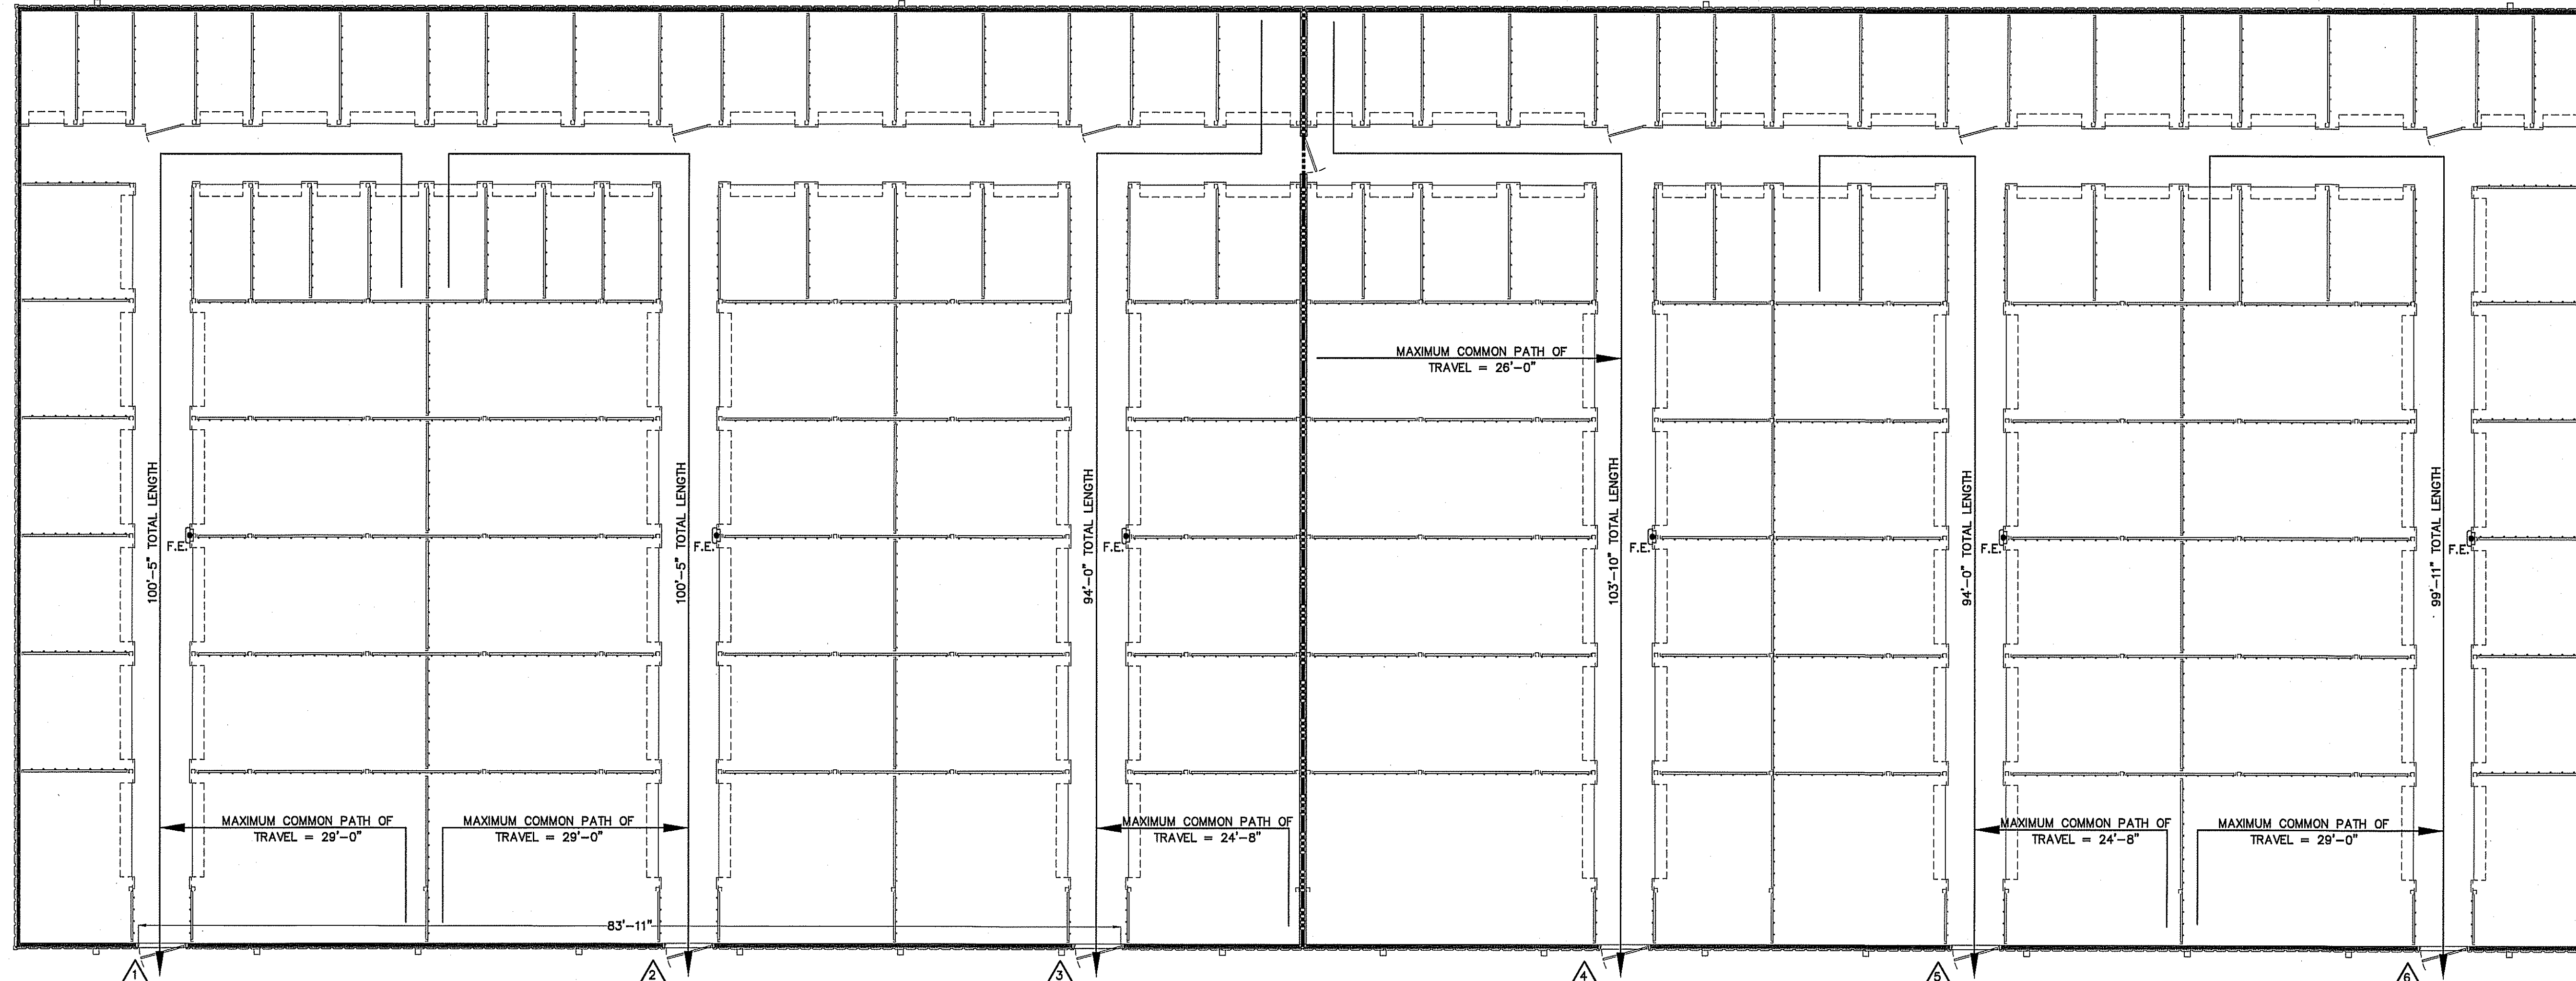 MAXIMUM COMMON PATH OF
TRAVEL = 26'-0"
100'-5" TOTAL LENGTH
100'-5" TOTAL LENGTH
94'-0" TOTAL LENGTH
103'-10" TOTAL LENGTH
94'-0" TOTAL LENGTH
99'-11" TOTAL LENGTH
F.E.
F.E.
F.E.
F.E.
F.E.
F.E.
MAXIMUM COMMON PATH OF
TRAVEL = 29'-0"
MAXIMUM COMMON PATH OF
TRAVEL = 29'-0"
MAXIMUM COMMON PATH OF
TRAVEL = 24'-8"
MAXIMUM COMMON PATH OF
TRAVEL = 24'-8"
MAXIMUM COMMON PATH OF
TRAVEL = 29'-0"
83'-11"
1
2
3
4
5
6